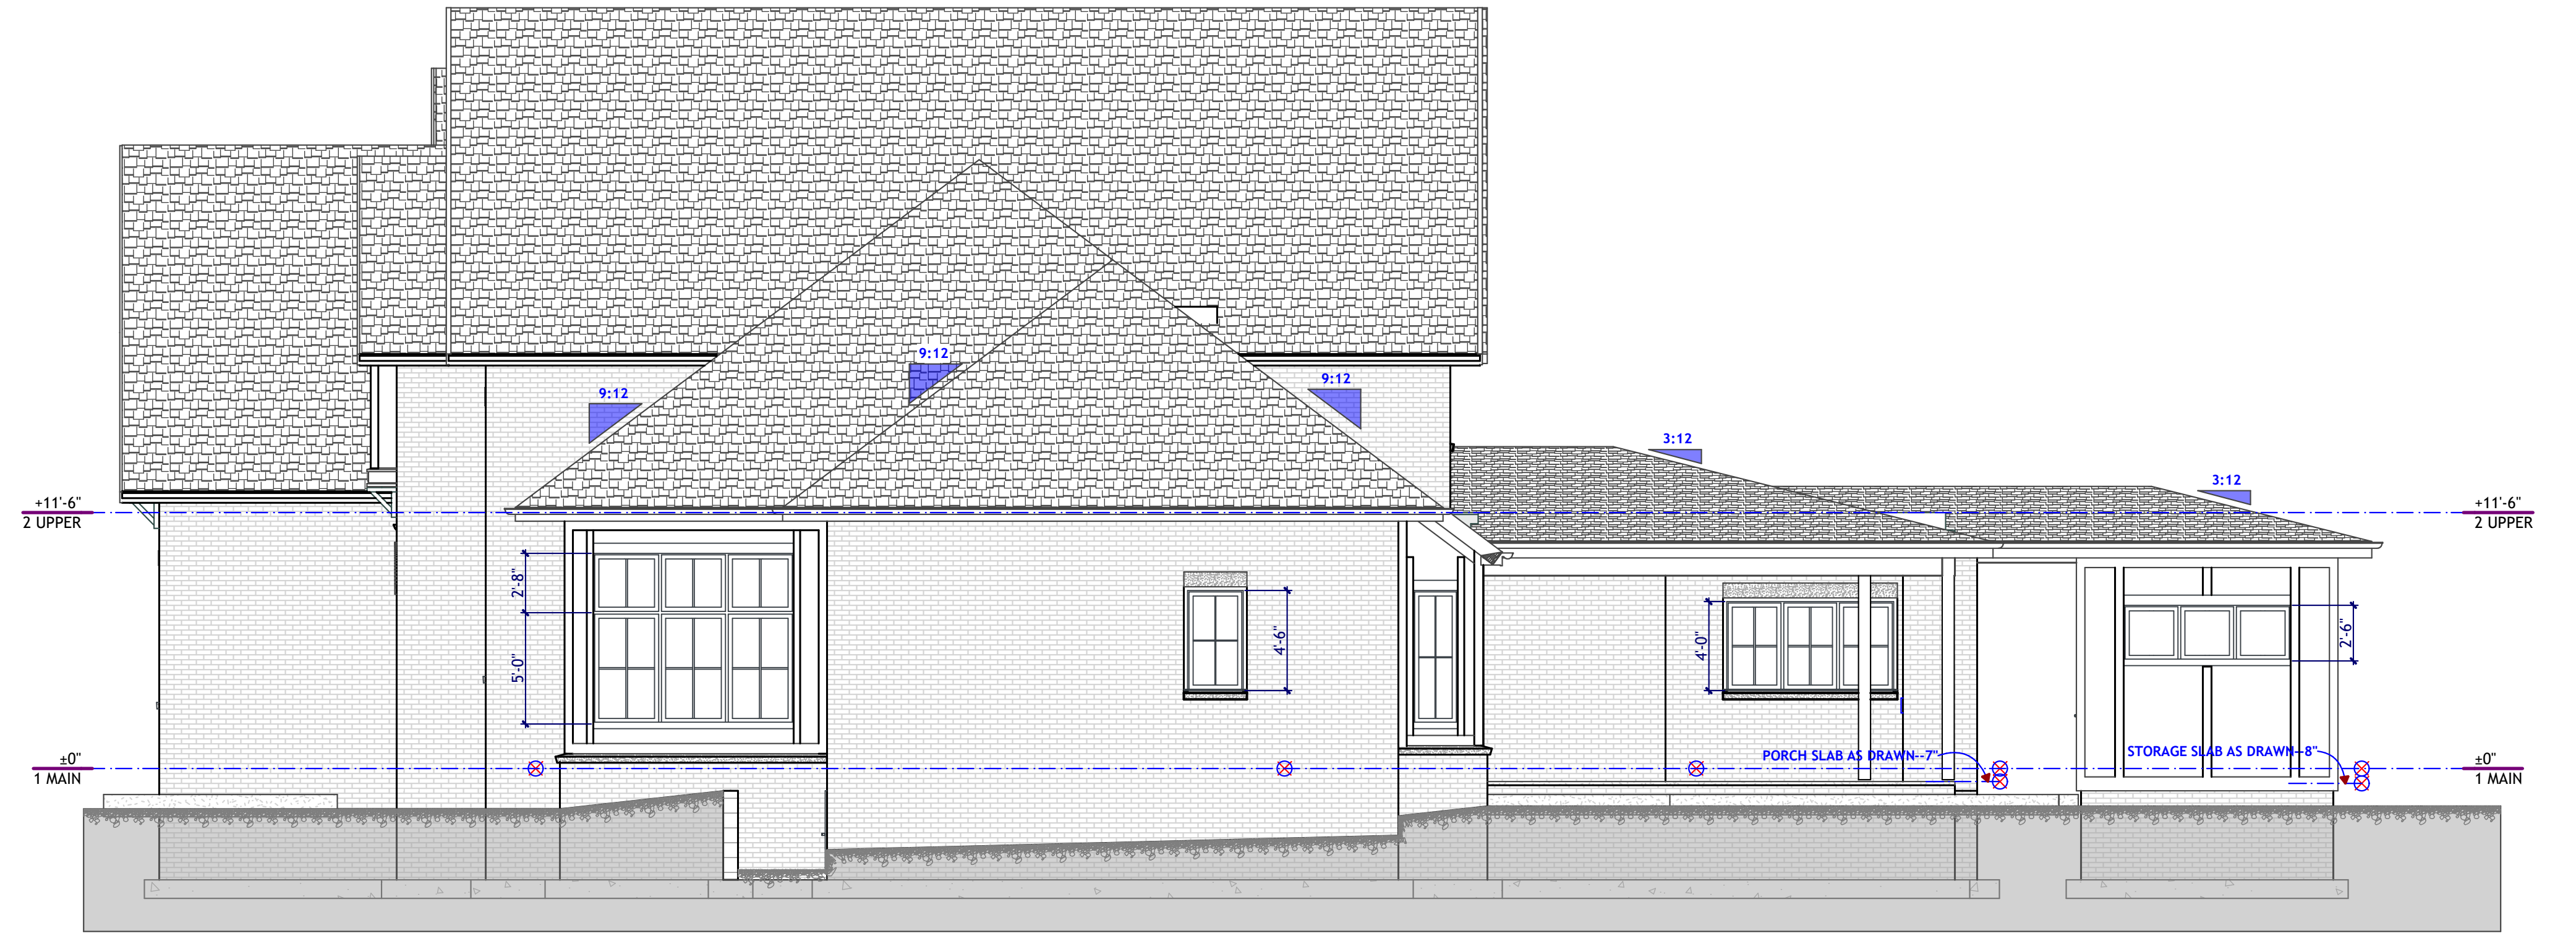 9:12
9:12
9:12
3:12
3:12
+11'-6"
2 UPPER
+11'-6"
2 UPPER
2'-8"
5'-0"
4'-6"
4'-0"
2'-6"
±0"
1 MAIN
PORCH SLAB AS DRAWN--7"
STORAGE SLAB AS DRAWN--8"
±0"
1 MAIN